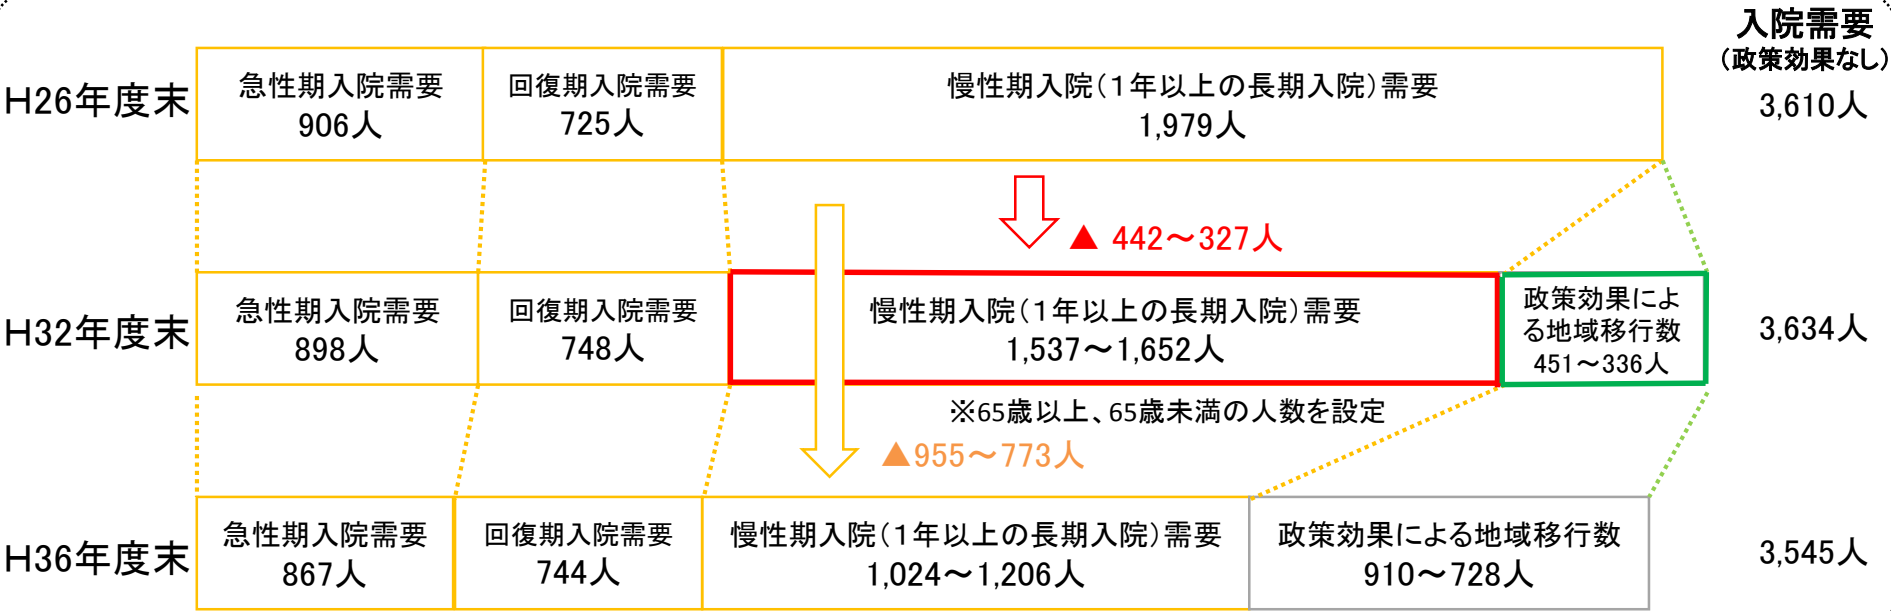 入院需要
（政策効果なし）
H26年度末
急性期入院需要
906人
回復期入院需要
725人
慢性期入院（１年以上の長期入院）需要
1,979人
3,610人
▲ 442～327人
H32年度末
急性期入院需要
898人
回復期入院需要
748人
慢性期入院（１年以上の長期入院）需要
1,537～1,652人
政策効果によ
る地域移行数
451～336人
3,634人
※65歳以上、65歳未満の人数を設定
▲955～773人
H36年度末
急性期入院需要
867人
回復期入院需要
744人
慢性期入院（１年以上の長期入院）需要
1,024～1,206人
政策効果による地域移行数
910～728人
3,545人